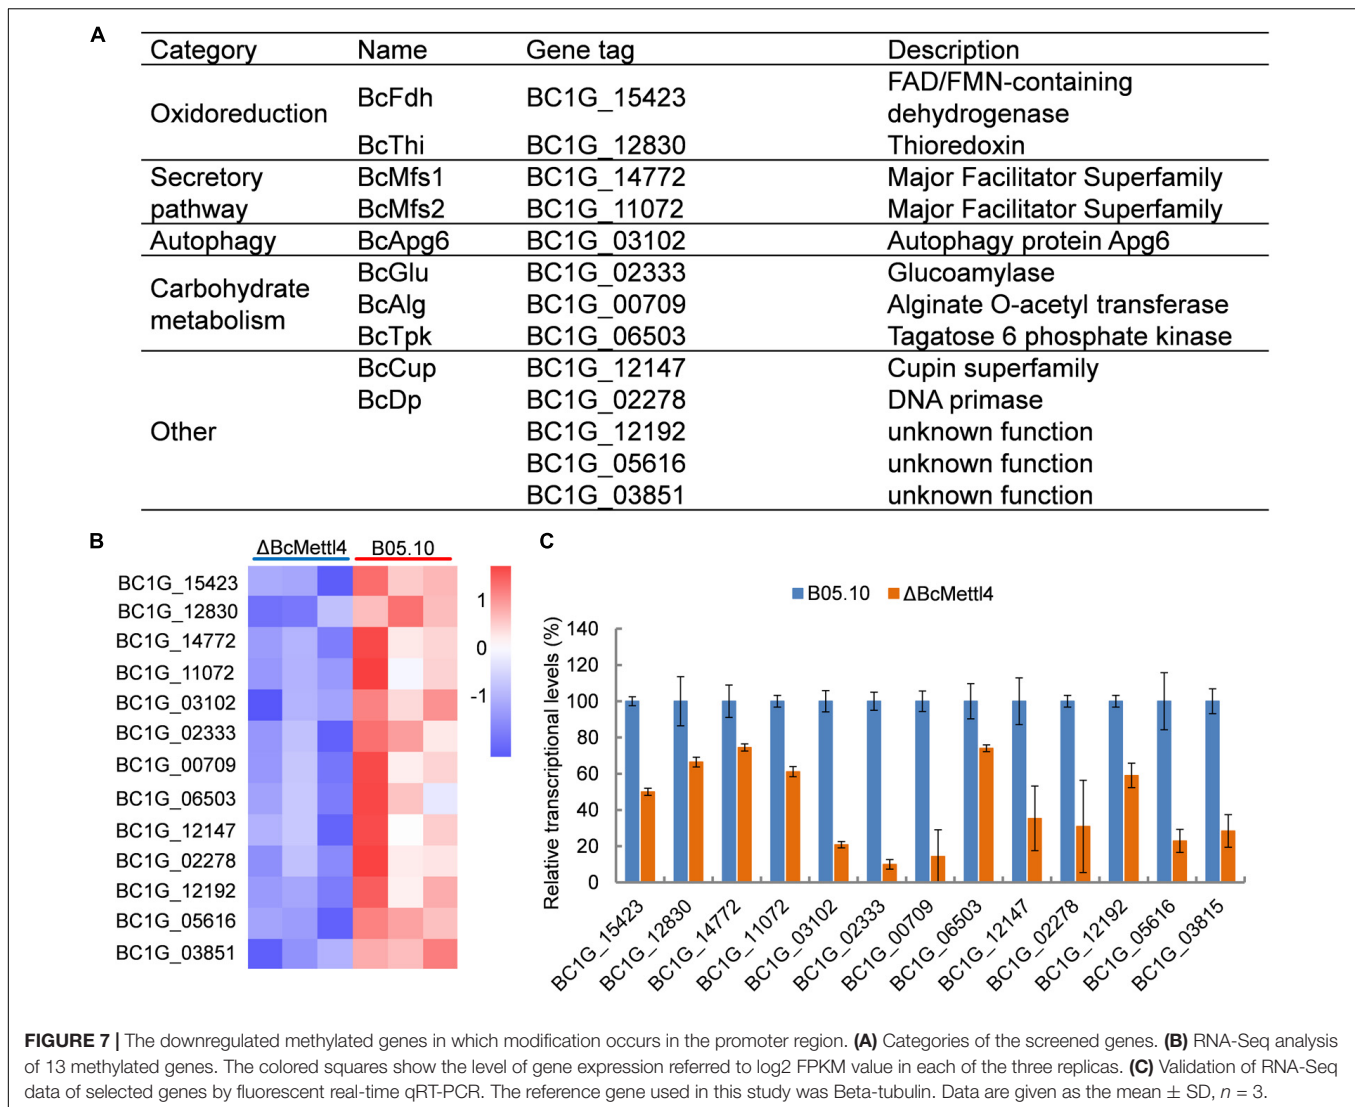 A
Category Name Gene tag Description
Oxidoreduction BcFdh BC1G_15423 FAD/FMN-containing dehydrogenase
BcThi BC1G_12830 Thioredoxin
Secretory pathway BcMfs1 BC1G_14772 Major Facilitator Superfamily
BcMfs2 BC1G_11072 Major Facilitator Superfamily
Autophagy BcApg6 BC1G_03102 Autophagy protein Apg6
Carbohydrate metabolism BcGlu BC1G_02333 Glucoamylase
BcAlg BC1G_00709 Alginate O-acetyl transferase
BcTpk BC1G_06503 Tagatose 6 phosphate kinase
Other BcCup BC1G_12147 Cupin superfamily
BcDp BC1G_02278 DNA primase
BC1G_12192 unknown function
BC1G_05616 unknown function
BC1G_03851 unknown function
B
ΔBcMettl4 B05.10
BC1G_15423
BC1G_12830
BC1G_14772
BC1G_11072
BC1G_03102
BC1G_02333
BC1G_00709
BC1G_06503
BC1G_12147
BC1G_02278
BC1G_12192
BC1G_05616
BC1G_03851
1
0
-1
C
B05.10 ΔBcMettl4
Relative transcriptional levels (%)
140
120
100
80
60
40
20
0
BC1G_15423
BC1G_12830
BC1G_14772
BC1G_11072
BC1G_03102
BC1G_02333
BC1G_00709
BC1G_06503
BC1G_12147
BC1G_02278
BC1G_12192
BC1G_05616
BC1G_03815
FIGURE 7 | The downregulated methylated genes in which modification occurs in the promoter region. (A) Categories of the screened genes. (B) RNA-Seq analysis
of 13 methylated genes. The colored squares show the level of gene expression referred to log2 FPKM value in each of the three replicas. (C) Validation of RNA-Seq
data of selected genes by fluorescent real-time qRT-PCR. The reference gene used in this study was Beta-tubulin. Data are given as the mean ± SD, n = 3.